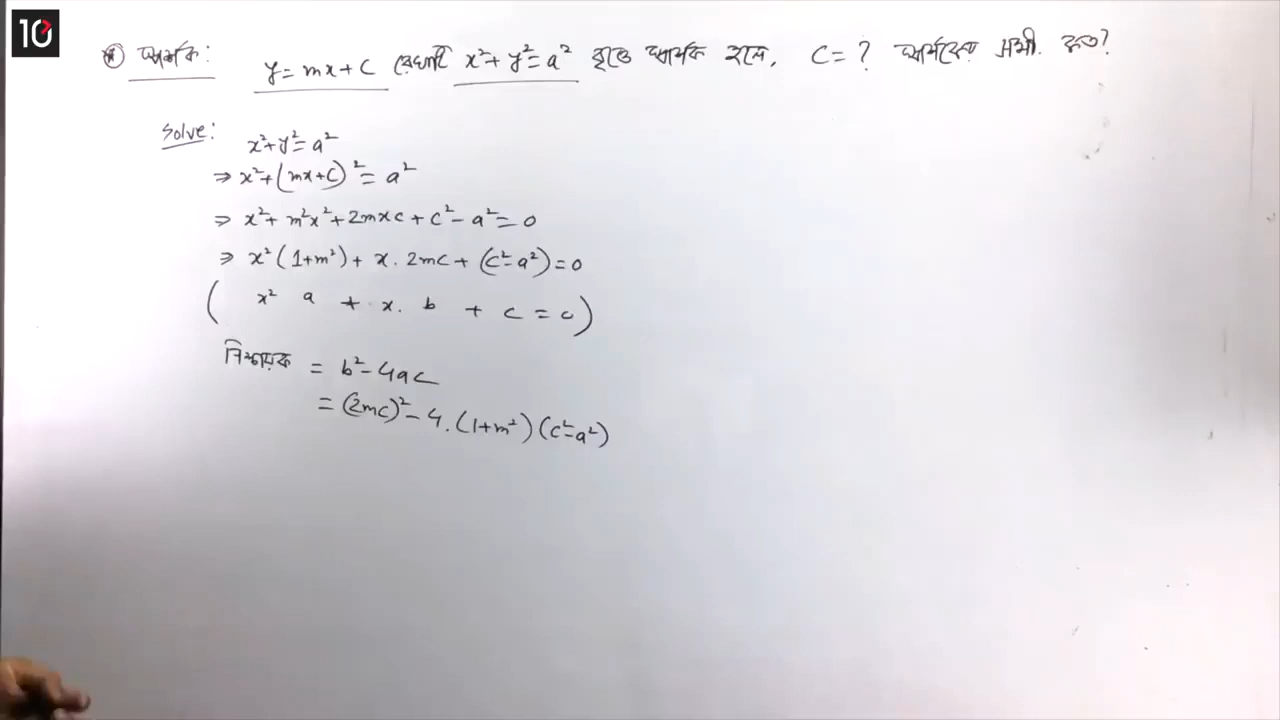 10
* স্পর্শক: y = mx + c রেখাটি x² + y² = a² বৃত্তে স্পর্শক হলে, c = ? স্পর্শকের সমী. কত?
Solve:
x² + y² = a²
⇒ x² + (mx+c)² = a²
⇒ x² + m²x² + 2mxc + c² - a² = 0
⇒ x² (1+m²) + x . 2mc + (c² - a²) = 0
( x² a + x . b + c = 0 )
নিশ্চায়ক = b² - 4ac
= (2mc)² - 4 . (1+m²) (c² - a²)